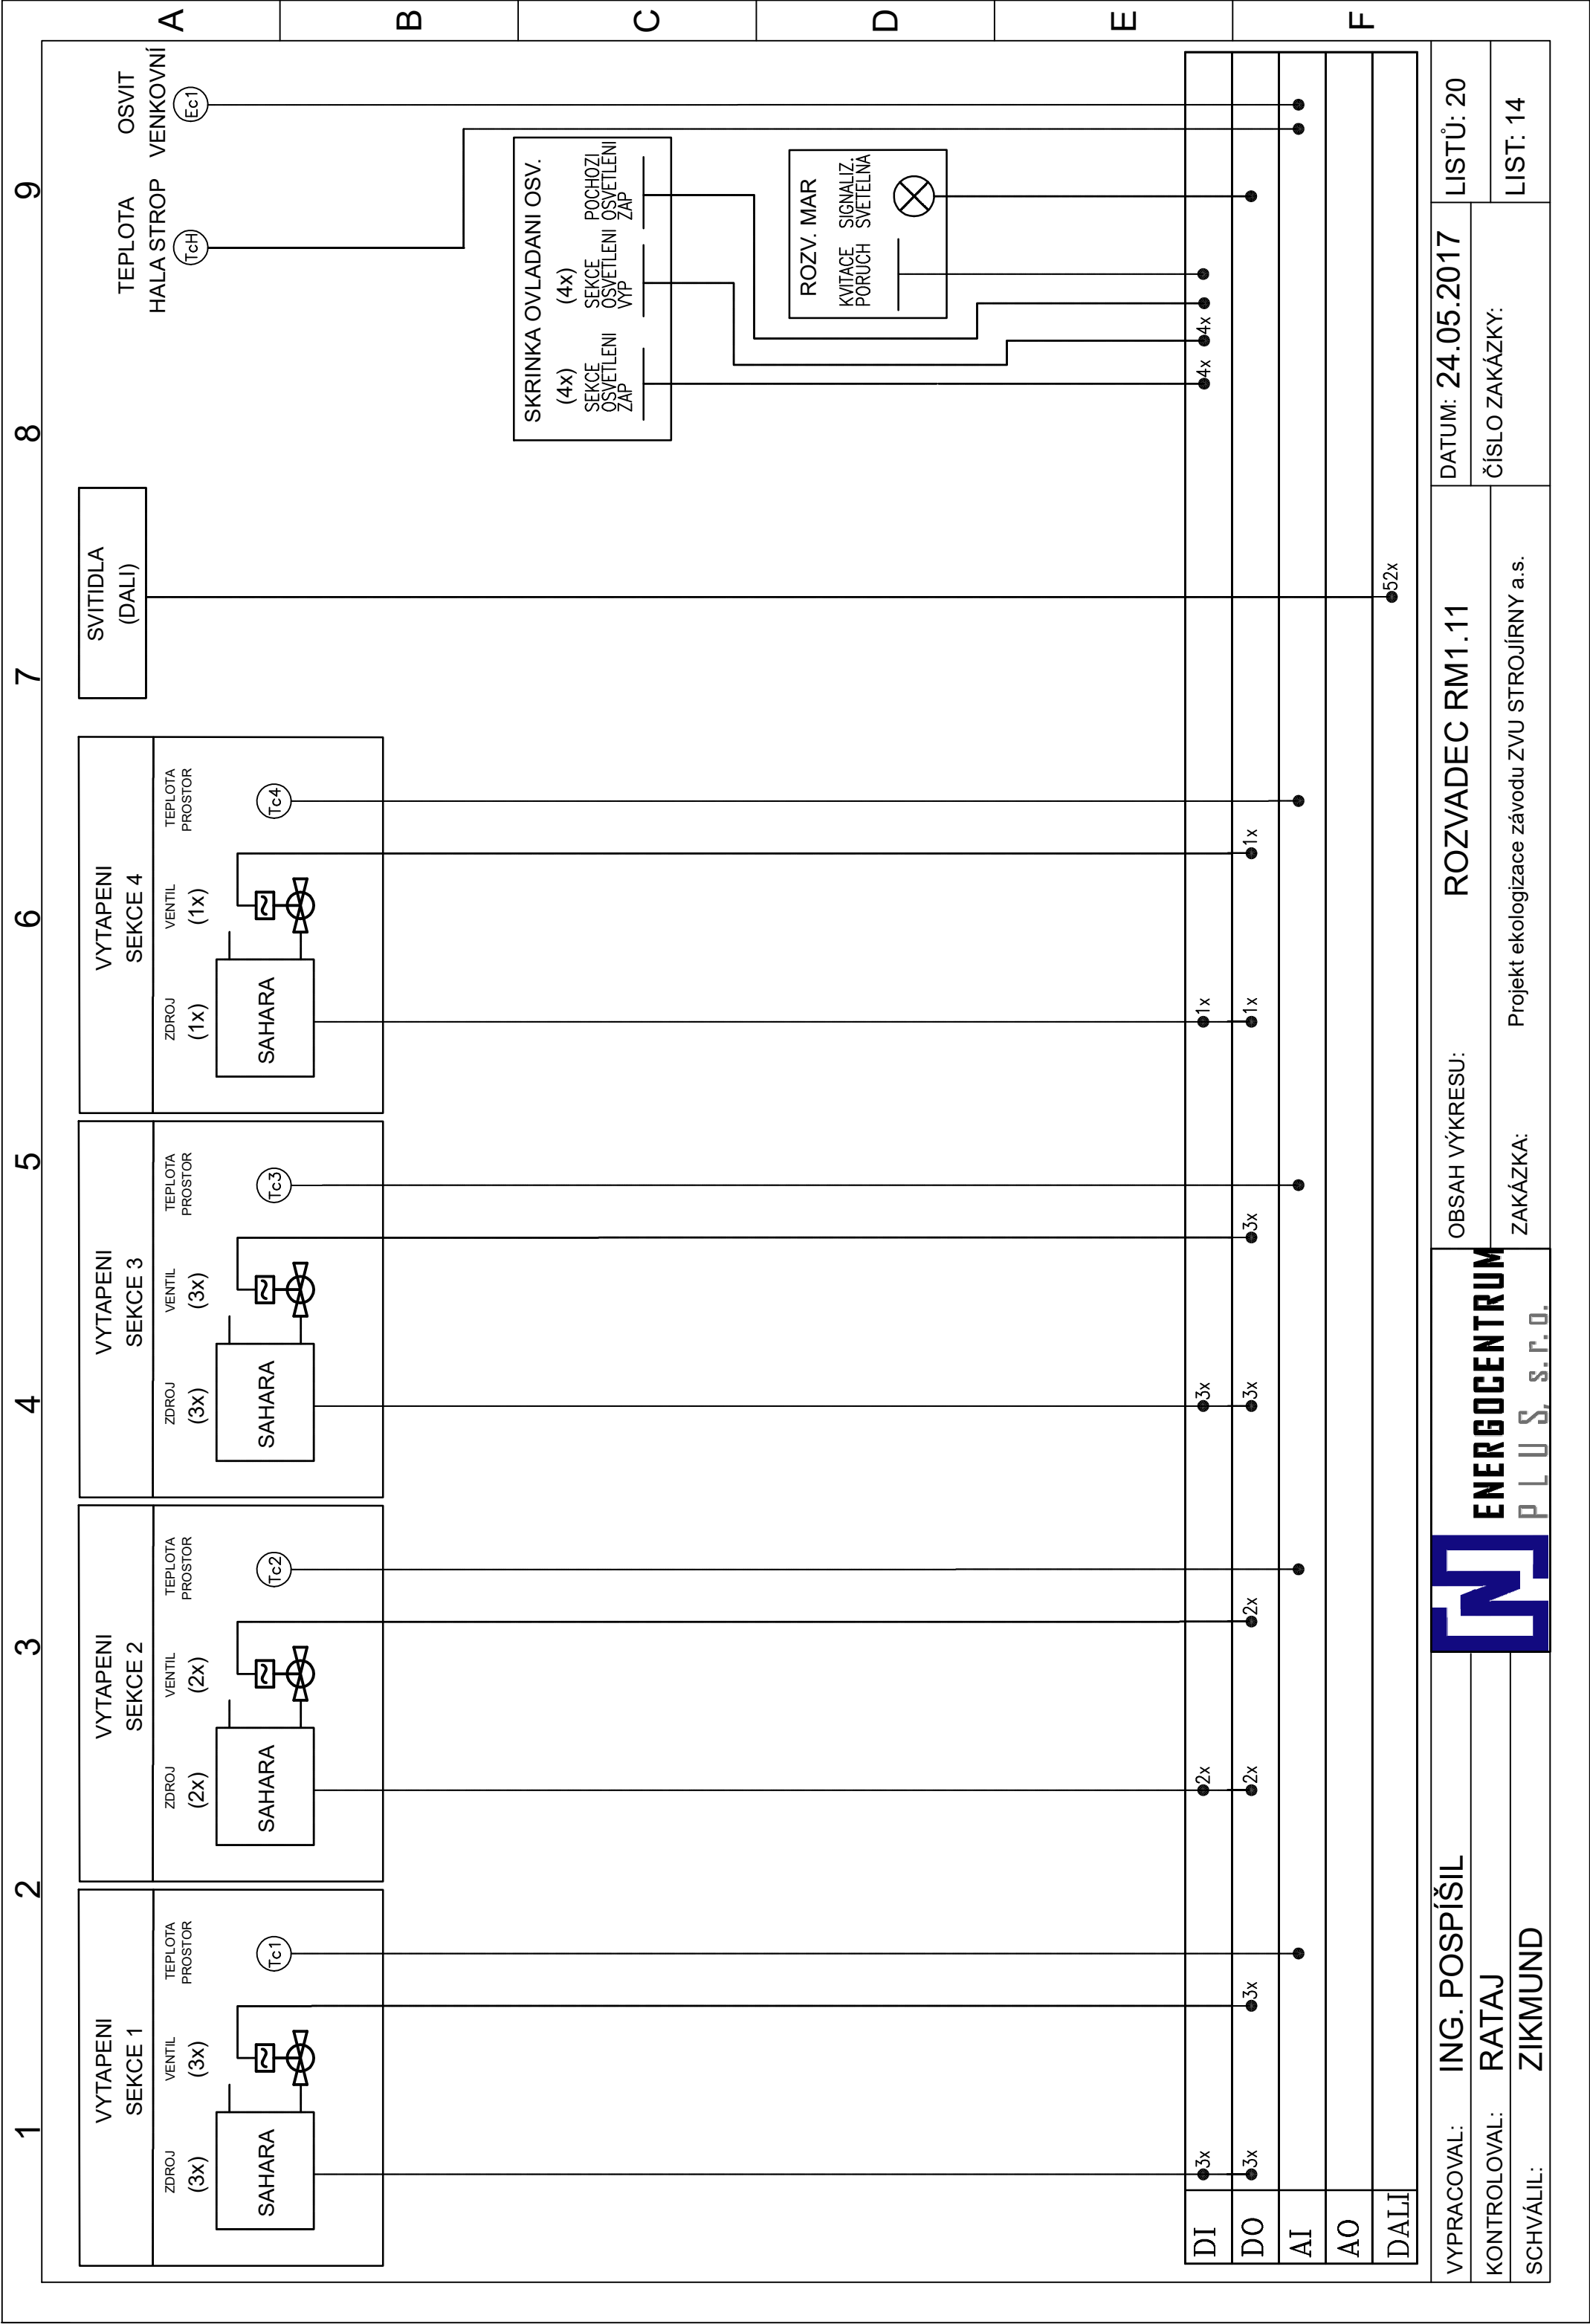 1 2 3 4 5 6 7 8 9
A
B
C
D
E
F
VYTAPENI
SEKCE 1
ZDROJ
(3x)
VENTIL
(3x)
TEPLOTA
PROSTOR
SAHARA
Tc1
VYTAPENI
SEKCE 2
ZDROJ
(2x)
VENTIL
(2x)
TEPLOTA
PROSTOR
SAHARA
Tc2
VYTAPENI
SEKCE 3
ZDROJ
(3x)
VENTIL
(3x)
TEPLOTA
PROSTOR
SAHARA
Tc3
VYTAPENI
SEKCE 4
ZDROJ
(1x)
VENTIL
(1x)
TEPLOTA
PROSTOR
SAHARA
Tc4
SVITIDLA
(DALI)
TEPLOTA
HALA STROP
TcH
OSVIT
VENKOVNÍ
Ec1
SKRINKA OVLADANI OSV.
(4x)
SEKCE
OSVETLENI
ZAP
(4x)
SEKCE
OSVETLENI
VYP
POCHOZI
OSVETLENI
ZAP
ROZV. MAR
KVITACE
PORUCH
SIGNALIZ.
SVETELNA
DI 3x 2x 3x 1x 4x 4x
DO 3x 3x 2x 2x 3x 3x 1x 1x
AI
AO
DALI 52x
VYPRACOVAL: ING. POSPÍŠIL
KONTROLOVAL: RATAJ
SCHVÁLIL: ZIKMUND
ENERGOCENTRUM
PLUS, s.r.o.
OBSAH VÝKRESU: ROZVADEC RM1.11
ZAKÁZKA: Projekt ekologizace závodu ZVU STROJÍRNY a.s.
DATUM: 24.05.2017
ČÍSLO ZAKÁZKY:
LISTŮ: 20
LIST: 14